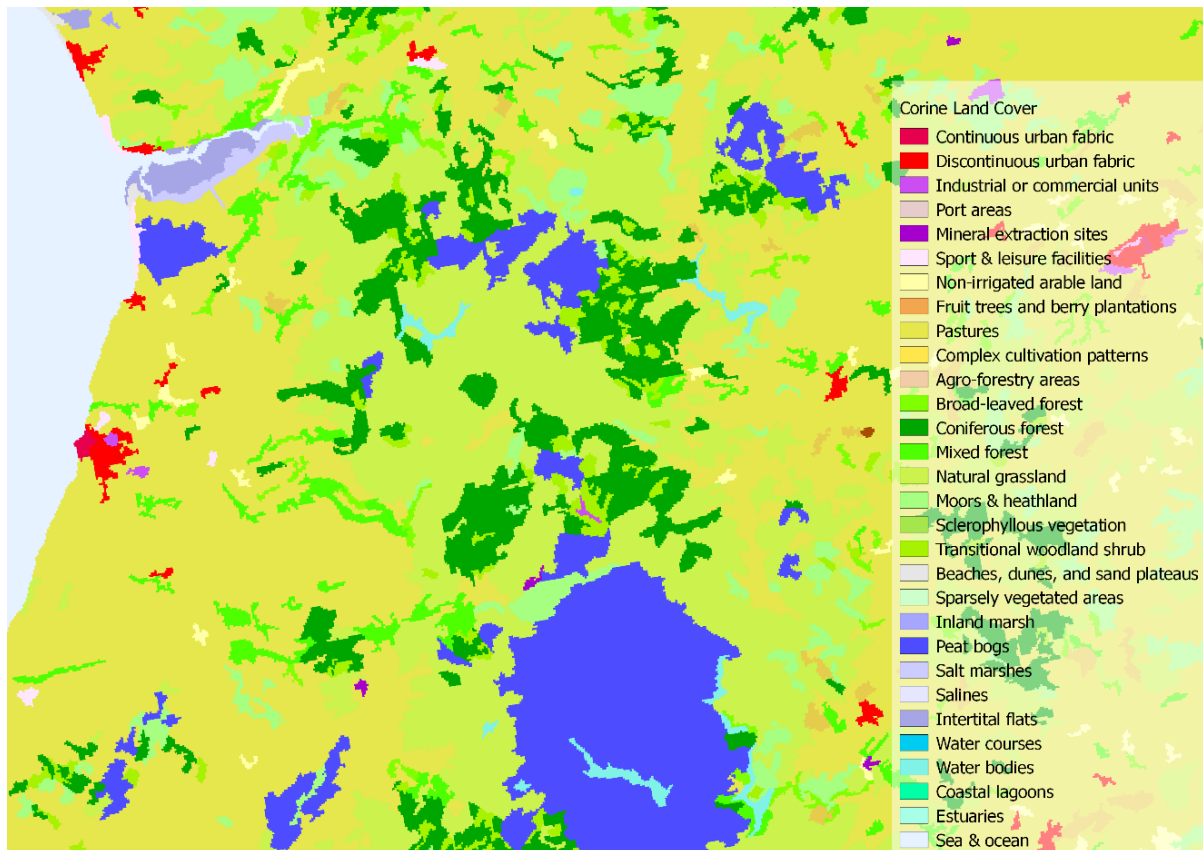 Corine Land Cover
Continuous urban fabric
Discontinuous urban fabric
Industrial or commercial units
Port areas
Mineral extraction sites
Sport & leisure facilities
Non-irrigated arable land
Fruit trees and berry plantations
Pastures
Complex cultivation patterns
Agro-forestry areas
Broad-leaved forest
Coniferous forest
Mixed forest
Natural grassland
Moors & heathland
Sclerophyllous vegetation
Transitional woodland shrub
Beaches, dunes, and sand plateaus
Sparsely vegetated areas
Inland marsh
Peat bogs
Salt marshes
Salines
Intertital flats
Water courses
Water bodies
Coastal lagoons
Estuaries
Sea & ocean